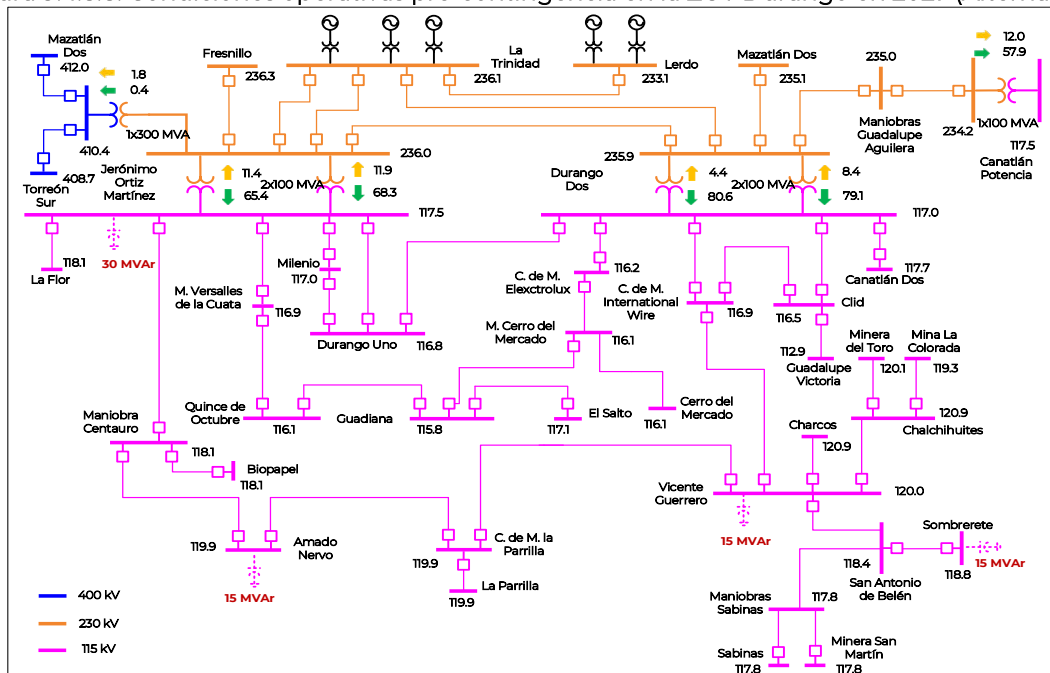 Mazatlán
Dos
412.0
1.8
0.4
1x300 MVA
410.4
408.7
Torreón
Sur
Jerónimo
Ortiz
Martínez
Fresnillo
236.3
La
Trinidad
236.1
Lerdo
233.1
Mazatlán Dos
235.1
235.0
Maniobras
Guadalupe
Aguilera
12.0
57.9
234.2
1x100 MVA
117.5
Canatlán
Potencia
236.0
11.4
65.4
2x100 MVA
11.9
68.3
117.5
235.9
Durango
Dos
4.4
80.6
2x100 MVA
8.4
79.1
117.0
118.1
La Flor
30 MVAr
M. Versalles
de la Cuata
116.9
Milenio
117.0
Durango Uno
116.8
116.2
C. de M.
Elexctrolux
C. de M.
International
Wire
116.9
M. Cerro del
Mercado
116.1
Clid
116.5
112.9
Guadalupe
Victoria
117.7
Canatlán Dos
Minera
del Toro
120.1
Mina La
Colorada
119.3
120.9
Chalchihuites
Quince de
Octubre
116.1
Guadiana
115.8
El Salto
117.1
Cerro del
Mercado
116.1
Charcos
120.9
Maniobra
Centauro
118.1
Biopapel
118.1
Vicente
Guerrero
120.0
15 MVAr
Amado
Nervo
119.9
15 MVAr
C. de M. la
Parrilla
119.9
La Parrilla
119.9
Sombrerete
118.8
15 MVAr
118.4
San Antonio
de Belén
Maniobras
Sabinas
117.8
Sabinas
117.8
Minera San
Martín
117.8
400 kV
230 kV
115 kV